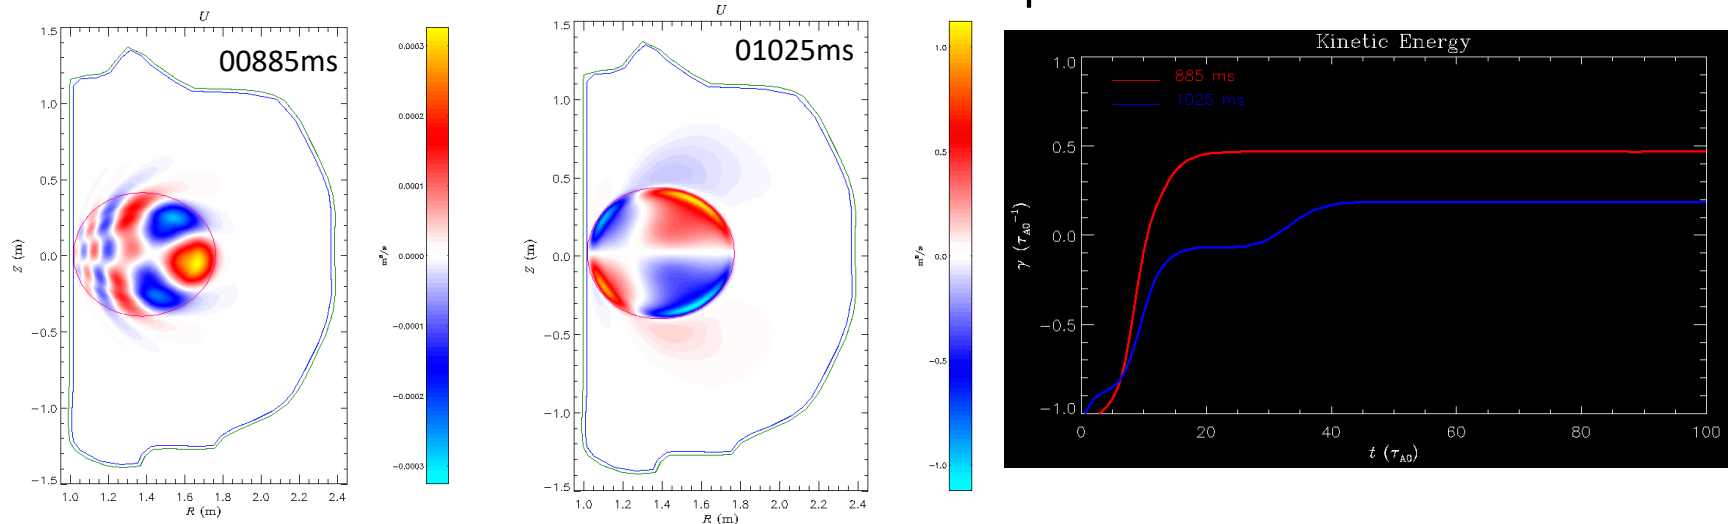 U
00885ms
1.5
1.0
0.5
0.0
−0.5
−1.0
−1.5
Z (m)
1.0 1.2 1.4 1.6 1.8 2.0 2.2 2.4
R (m)
0.0003
0.0002
0.0001
0.0000
−0.0001
−0.0002
−0.0003
m²/s
U
01025ms
1.5
1.0
0.5
0.0
−0.5
−1.0
−1.5
Z (m)
1.0 1.2 1.4 1.6 1.8 2.0 2.2 2.4
R (m)
1.0
0.5
0.0
−0.5
−1.0
m²/s
Kinetic Energy
885 ms
1025 ms
1.0
0.5
0.0
−0.5
−1.0
γ (τ_A0⁻¹)
0 20 40 60 80 100
t (τ_A0)